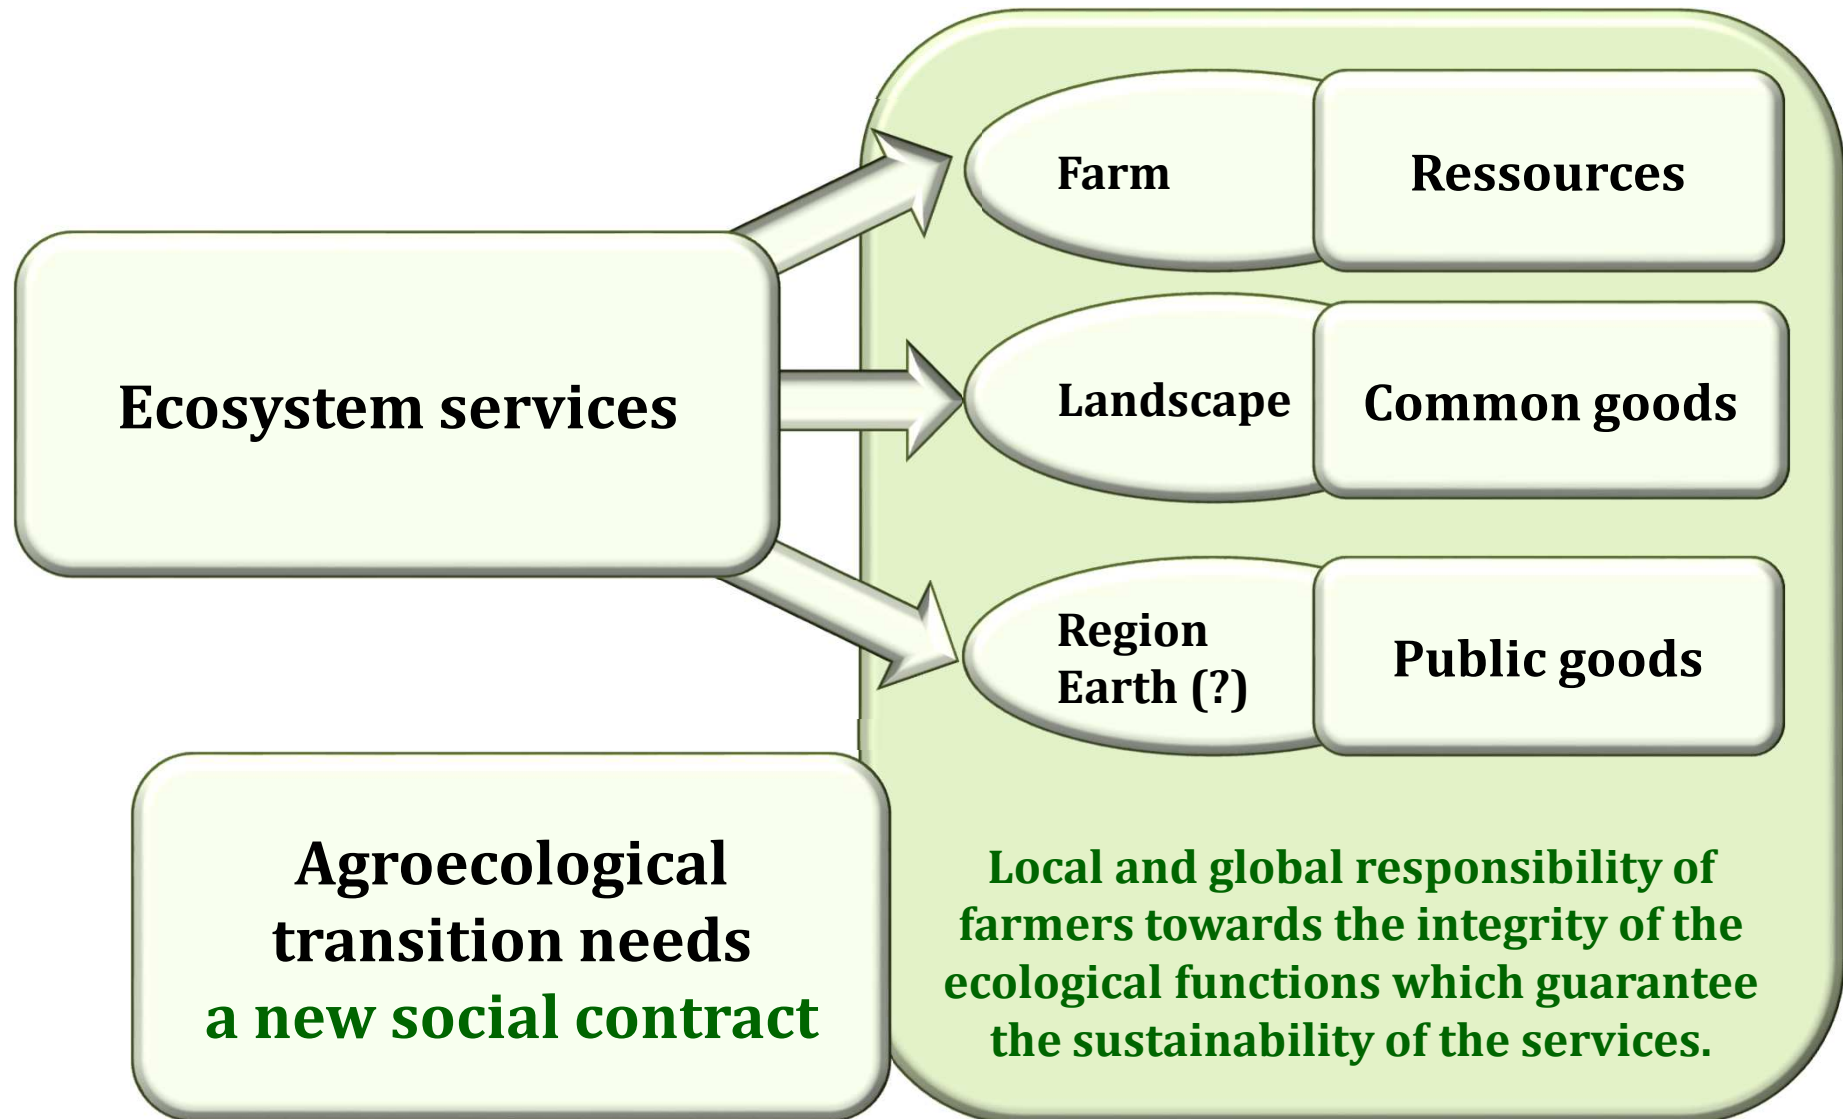 Ecosystem services
Farm
Ressources
Landscape
Common goods
Region
Earth (?)
Public goods
Agroecological
transition needs
a new social contract
Local and global responsibility of
farmers towards the integrity of the
ecological functions which guarantee
the sustainability of the services.